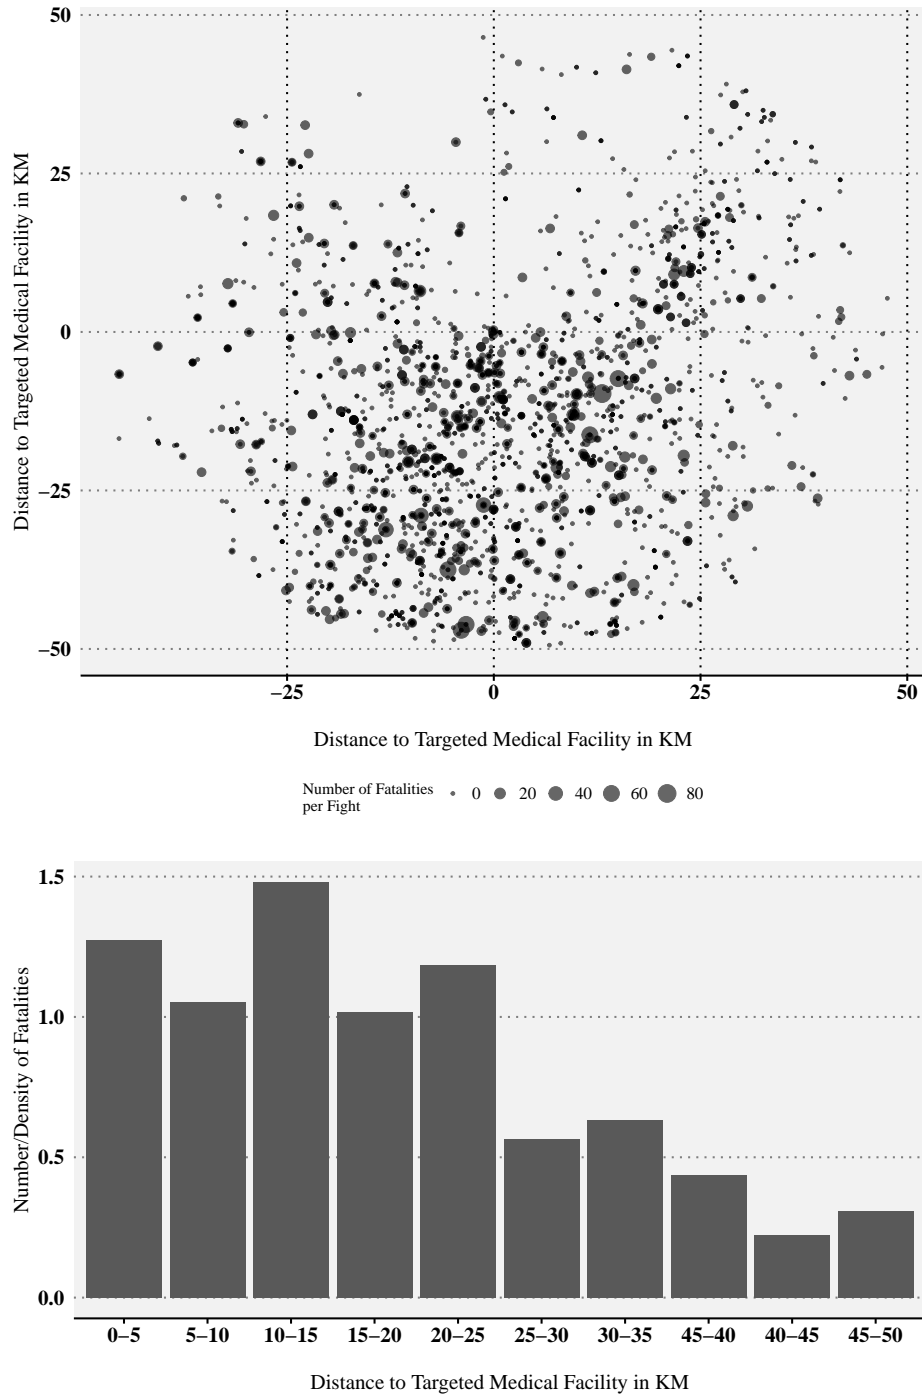 50
25
0
−25
−50
Distance to Targeted Medical Facility in KM
−25 0 25 50
Distance to Targeted Medical Facility in KM
Number of Fatalities
per Fight
0 20 40 60 80
1.5
1.0
0.5
0.0
Number/Density of Fatalities
0−5 5−10 10−15 15−20 20−25 25−30 30−35 45−40 40−45 45−50
Distance to Targeted Medical Facility in KM